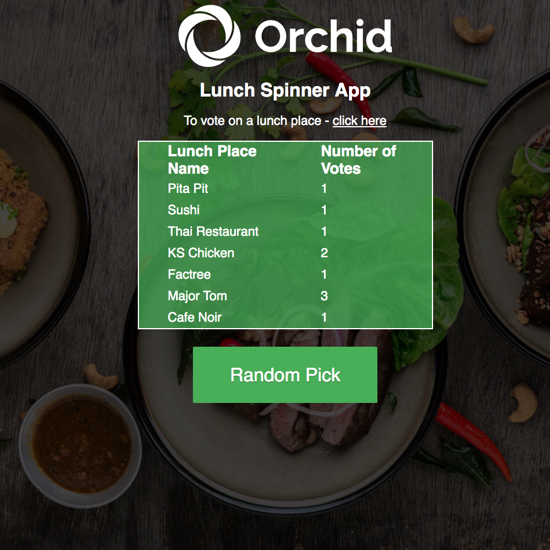 Orchid
Lunch Spinner App
To vote on a lunch place - click here
Lunch Place Number of
Name Votes
Pita Pit 1
Sushi 1
Thai Restaurant 1
KS Chicken 2
Factree 1
Major Tom 3
Cafe Noir 1
Random Pick